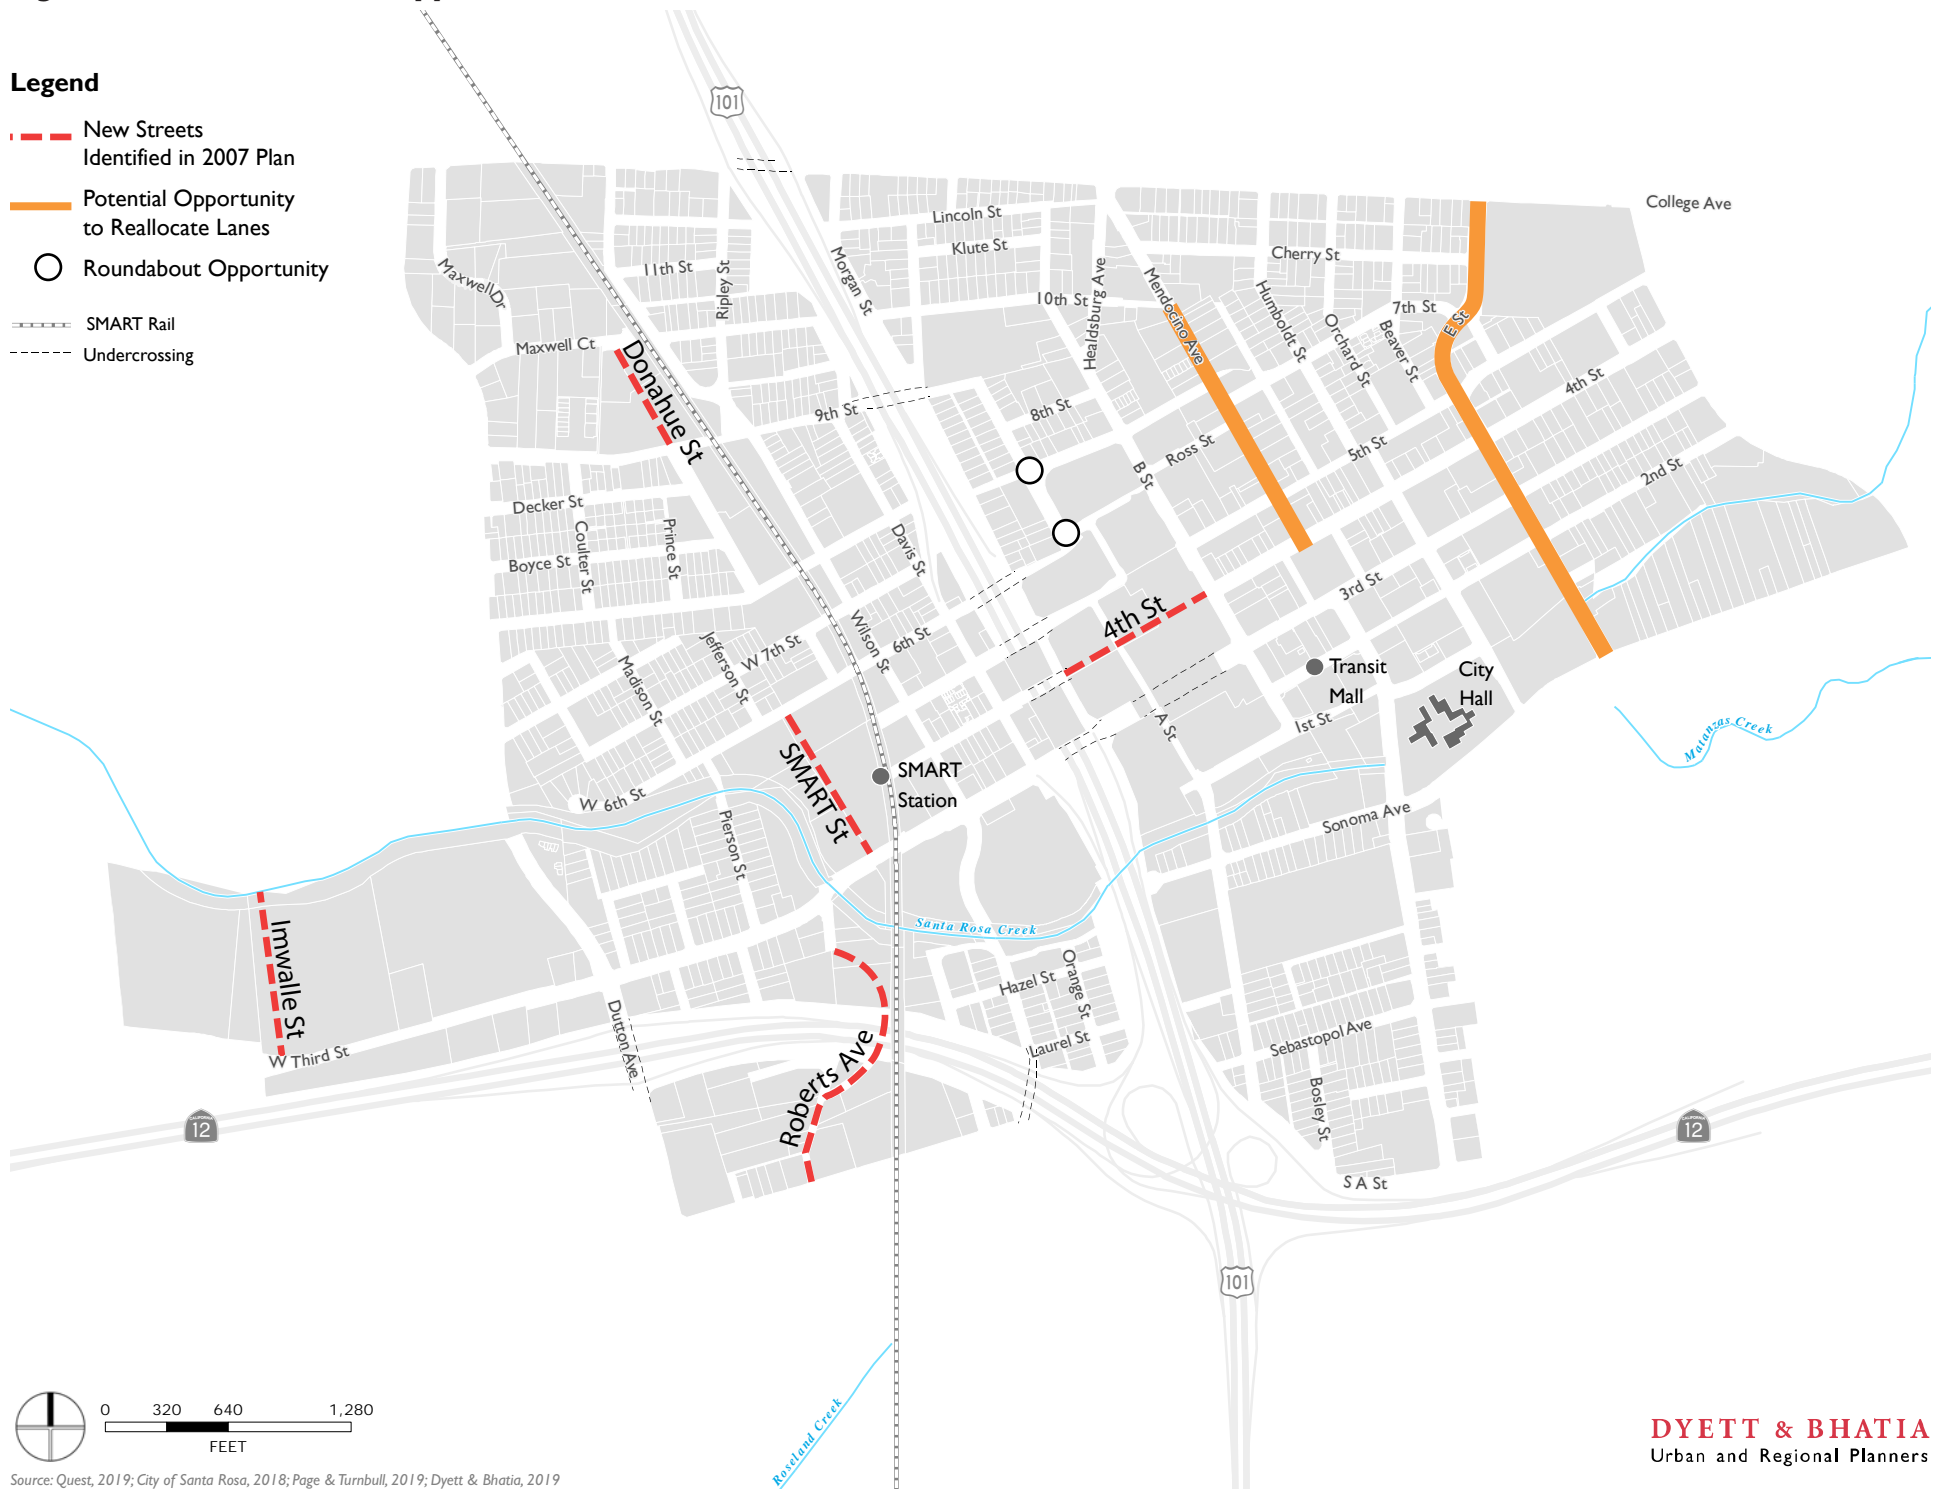 Legend
New Streets
Identified in 2007 Plan
Potential Opportunity
to Reallocate Lanes
Roundabout Opportunity
SMART Rail
Undercrossing
101
College Ave
Lincoln St
Klute St
Cherry St
Morgan St
11th St
Ripley St
Maxwell Dr
Healdsburg Ave
10th St
Mendocino Ave
Humboldt St
7th St
Orchard St
Beaver St
E St
Maxwell Ct
Donahue St
9th St
8th St
4th St
5th St
Ross St
B St
2nd St
Decker St
Coulter St
Prince St
Boyce St
Davis St
3rd St
4th St
Wilson St
6th St
W 7th St
Jefferson St
Madison St
Transit
Mall
City
Hall
A St
1st St
Matanzas Creek
SMART St
SMART
Station
W 6th St
Pierson St
Sonoma Ave
Santa Rosa Creek
Imwalle St
Hazel St
Orange St
Dutton Ave
Laurel St
Sebastopol Ave
W Third St
Roberts Ave
Bosley St
CALIFORNIA
12
CALIFORNIA
12
S A St
101
Roseland Creek
0 320 640 1,280
FEET
DYETT & BHATIA
Urban and Regional Planners
Source: Quest, 2019; City of Santa Rosa, 2018; Page & Turnbull, 2019; Dyett & Bhatia, 2019